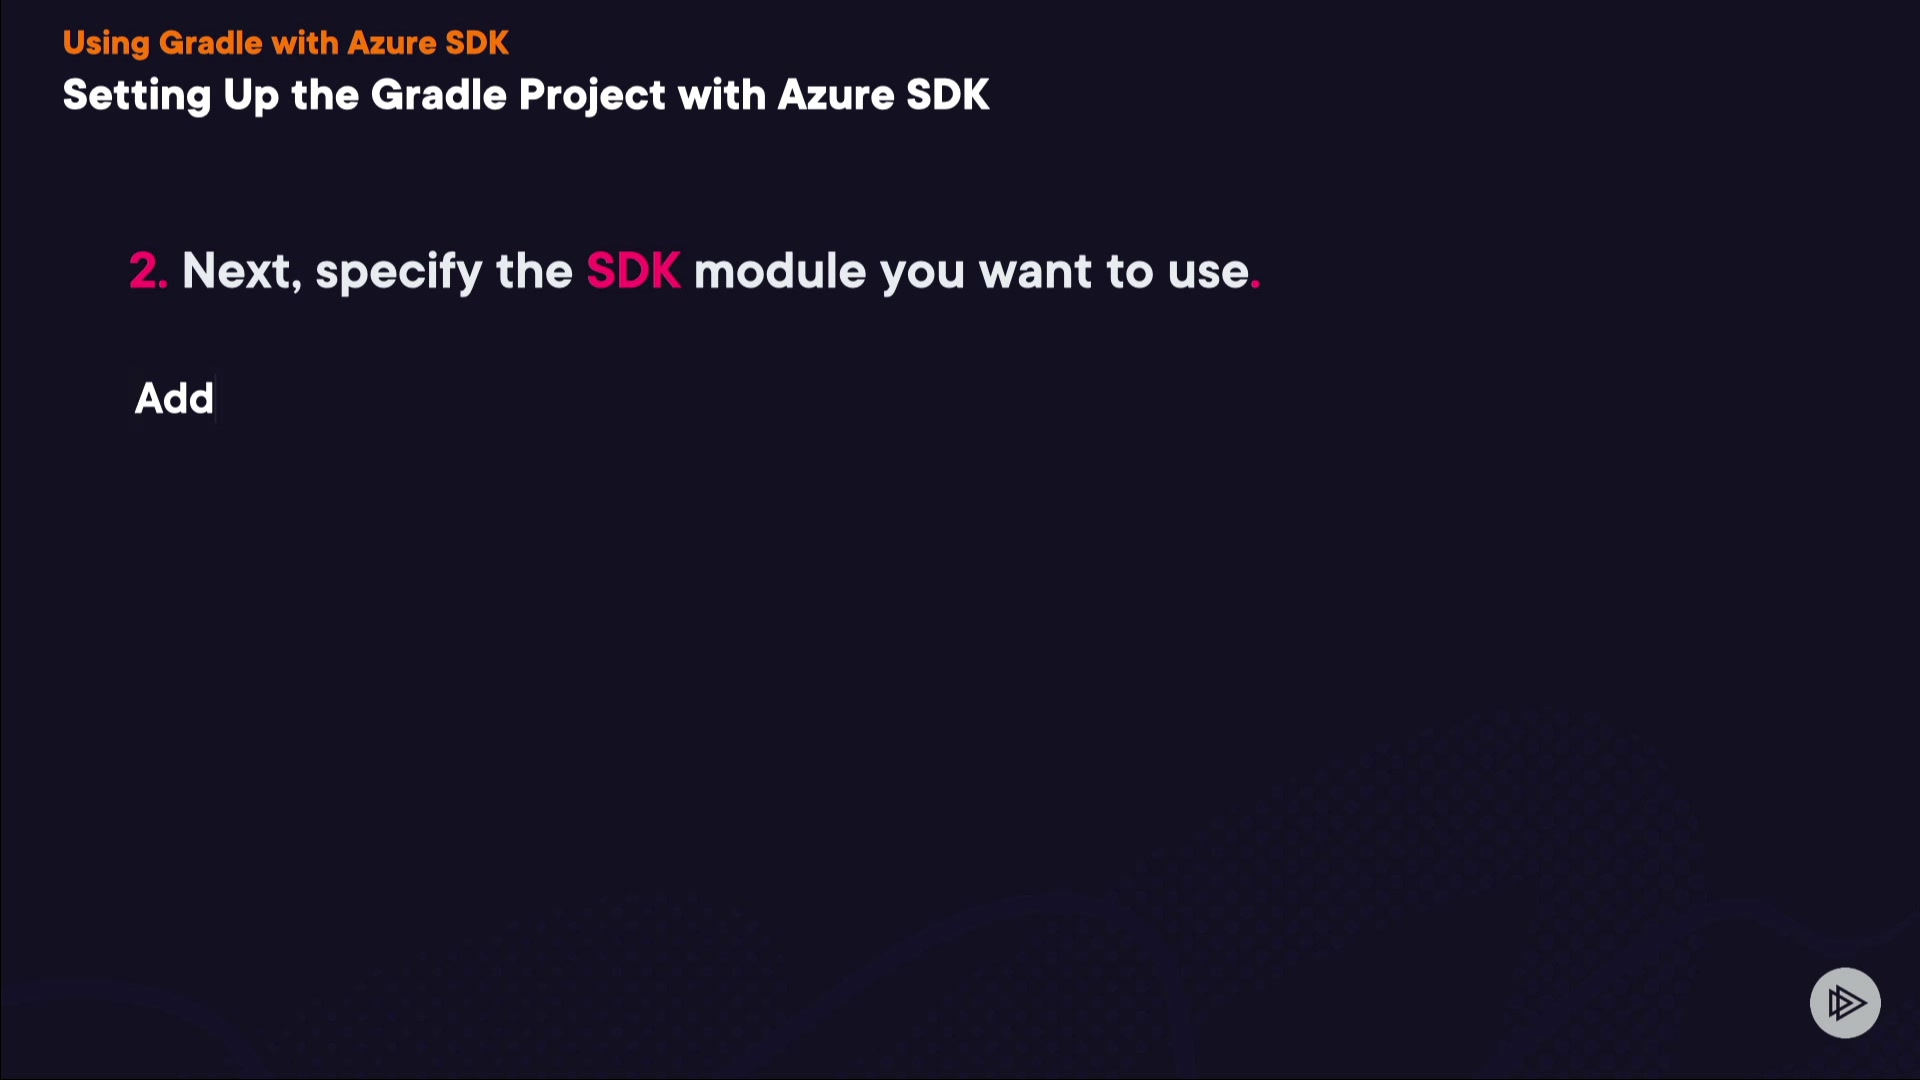 Using Gradle with Azure SDK
Setting Up the Gradle Project with Azure SDK
2. Next, specify the SDK module you want to use.
Add